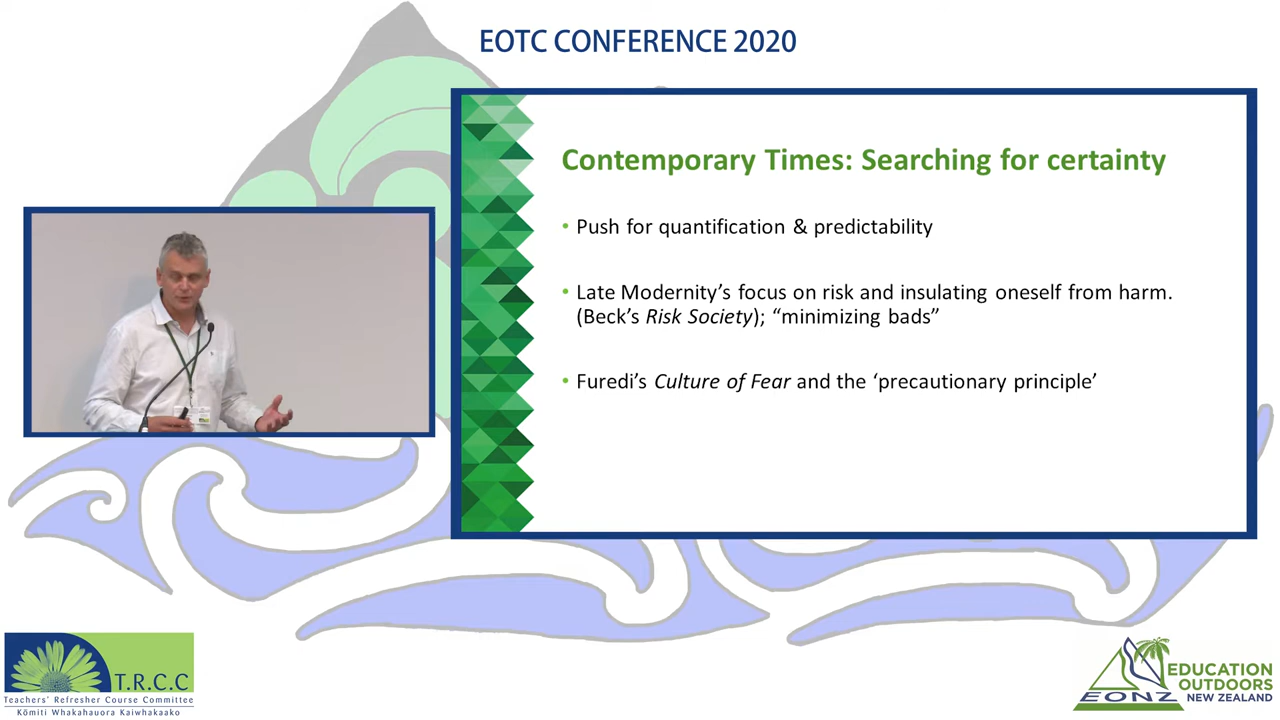 EOTC CONFERENCE 2020
Contemporary Times: Searching for certainty
• Push for quantification & predictability
• Late Modernity’s focus on risk and insulating oneself from harm.
(Beck’s Risk Society); “minimizing bads”
• Furedi’s Culture of Fear and the ‘precautionary principle’
T.R.C.C
Teachers' Refresher Course Committee
Kōmiti Whakahauora Kaiwhakaako
EONZ
EDUCATION
OUTDOORS
NEW ZEALAND